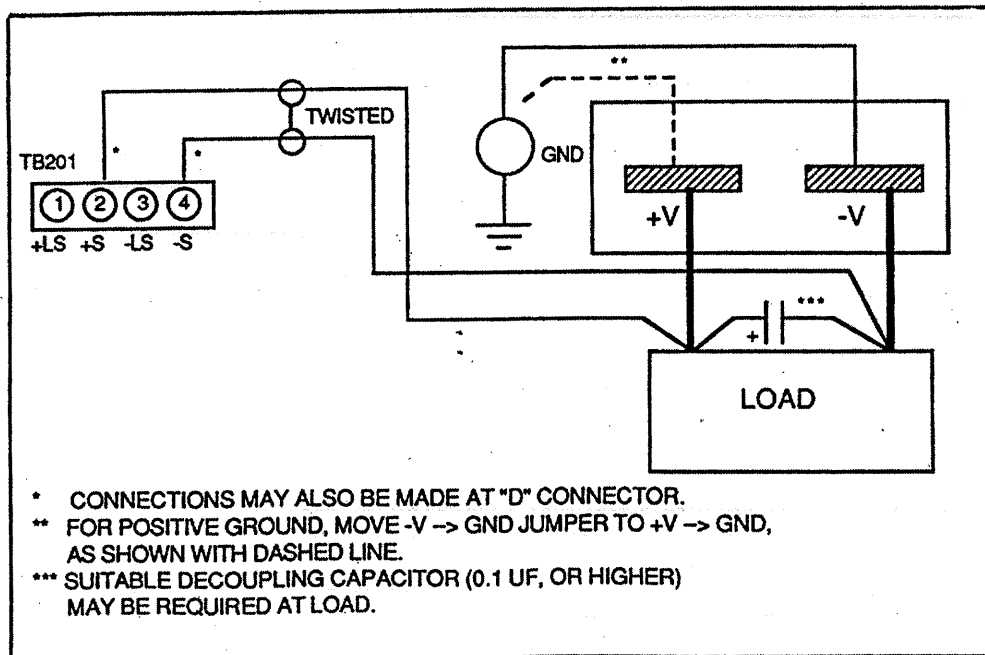 **
TWISTED
*
*
TB201
GND
1 2 3 4
+LS +S -LS -S
+V
-V
***
+
LOAD
* CONNECTIONS MAY ALSO BE MADE AT "D" CONNECTOR.
** FOR POSITIVE GROUND, MOVE -V --> GND JUMPER TO +V --> GND,
AS SHOWN WITH DASHED LINE.
*** SUITABLE DECOUPLING CAPACITOR (0.1 UF, OR HIGHER)
MAY BE REQUIRED AT LOAD.